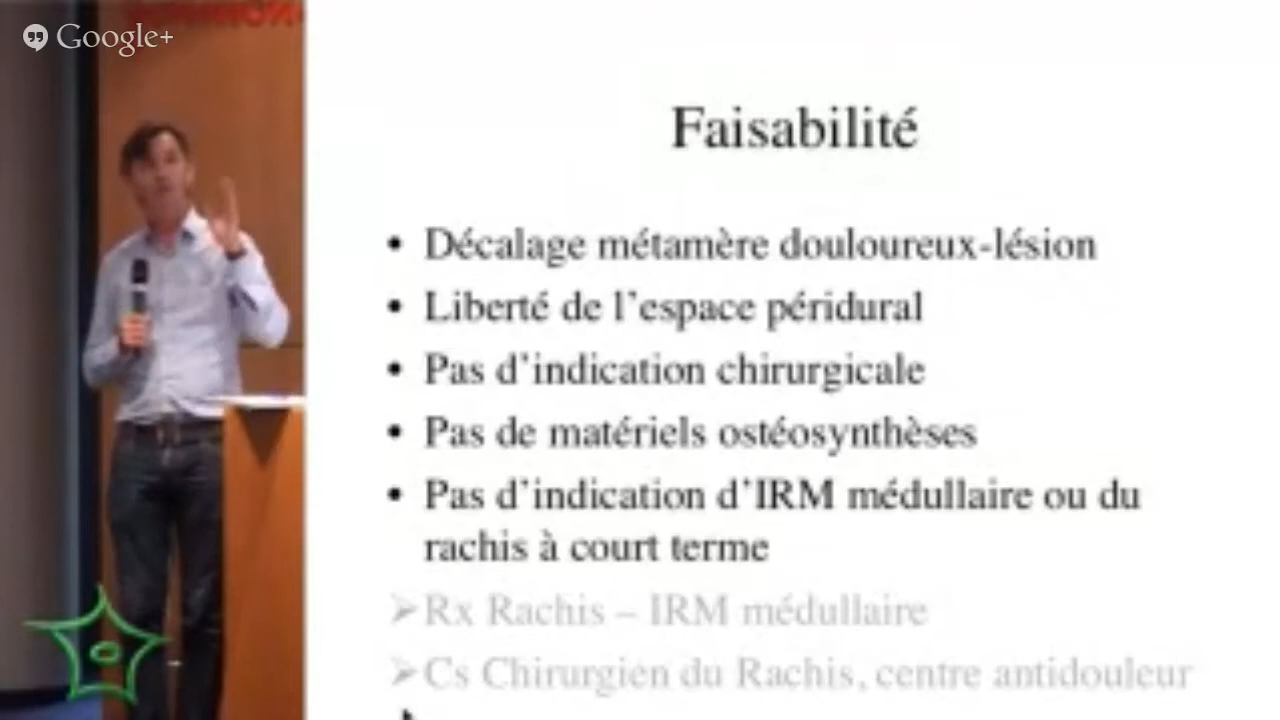 Google+
Faisabilité
• Décalage métamère douloureux-lésion
• Liberté de l'espace péridural
• Pas d'indication chirurgicale
• Pas de matériels ostéosynthèses
• Pas d'indication d'IRM médullaire ou du
rachis à court terme
➢Rx Rachis – IRM médullaire
➢Cs Chirurgien du Rachis, centre antidouleur